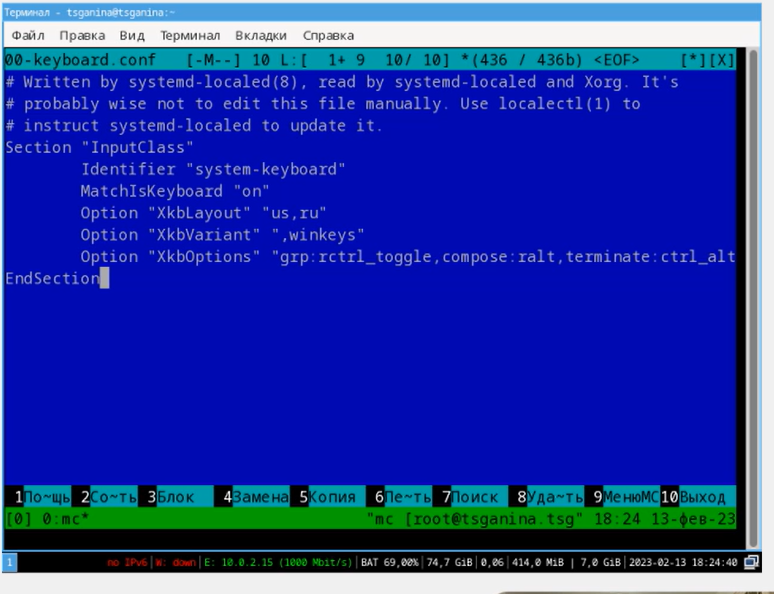 Терминал - tsganina@tsganina:~
Файл Правка Вид Терминал Вкладки Справка
00-keyboard.conf [-M--] 10 L:[ 1+ 9 10/ 10] *(436 / 436b) <EOF> [*][X]
# Written by systemd-localed(8), read by systemd-localed and Xorg. It's
# probably wise not to edit this file manually. Use localectl(1) to
# instruct systemd-localed to update it.
Section "InputClass"
Identifier "system-keyboard"
MatchIsKeyboard "on"
Option "XkbLayout" "us,ru"
Option "XkbVariant" ",winkeys"
Option "XkbOptions" "grp:rctrl_toggle,compose:ralt,terminate:ctrl_alt
EndSection
1По~щь 2Со~ть 3Блок 4Замена 5Копия 6Пе~ть 7Поиск 8Уда~ть 9МенюMC 10Выход
[0] 0:mc* "mc [root@tsganina.tsg" 18:24 13-фев-23
1 no IPv6 | W: down | E: 10.0.2.15 (1000 Mbit/s) | BAT 69,00% | 74,7 GiB | 0,06 | 414,0 MiB | 7,0 GiB | 2023-02-13 18:24:40